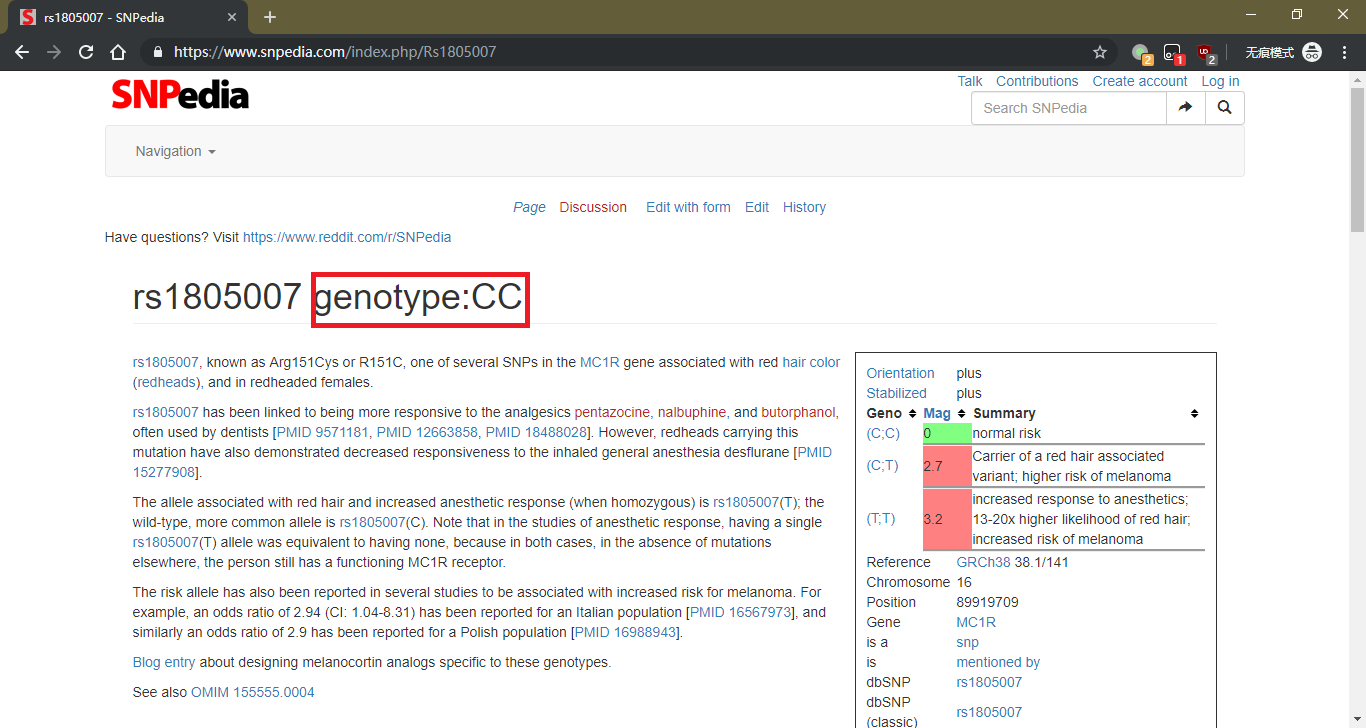 rs1805007 - SNPedia
https://www.snpedia.com/index.php/Rs1805007
2
1
2
无痕模式
SNPedia
Talk Contributions Create account Log in
Search SNPedia
Navigation
Page Discussion Edit with form Edit History
Have questions? Visit https://www.reddit.com/r/SNPedia
rs1805007 genotype:CC
rs1805007, known as Arg151Cys or R151C, one of several SNPs in the MC1R gene associated with red hair color
(redheads), and in redheaded females.
rs1805007 has been linked to being more responsive to the analgesics pentazocine, nalbuphine, and butorphanol,
often used by dentists [PMID 9571181, PMID 12663858, PMID 18488028]. However, redheads carrying this
mutation have also demonstrated decreased responsiveness to the inhaled general anesthesia desflurane [PMID
15277908].
The allele associated with red hair and increased anesthetic response (when homozygous) is rs1805007(T); the
wild-type, more common allele is rs1805007(C). Note that in the studies of anesthetic response, having a single
rs1805007(T) allele was equivalent to having none, because in both cases, in the absence of mutations
elsewhere, the person still has a functioning MC1R receptor.
The risk allele has also been reported in several studies to be associated with increased risk for melanoma. For
example, an odds ratio of 2.94 (CI: 1.04-8.31) has been reported for an Italian population [PMID 16567973], and
similarly an odds ratio of 2.9 has been reported for a Polish population [PMID 16988943].
Blog entry about designing melanocortin analogs specific to these genotypes.
See also OMIM 155555.0004
Orientation plus
Stabilized plus
Geno Mag Summary
(C;C) 0 normal risk
(C;T) 2.7 Carrier of a red hair associated
variant; higher risk of melanoma
(T;T) 3.2 increased response to anesthetics;
13-20x higher likelihood of red hair;
increased risk of melanoma
Reference GRCh38 38.1/141
Chromosome 16
Position 89919709
Gene MC1R
is a snp
is mentioned by
dbSNP rs1805007
dbSNP
(classic) rs1805007